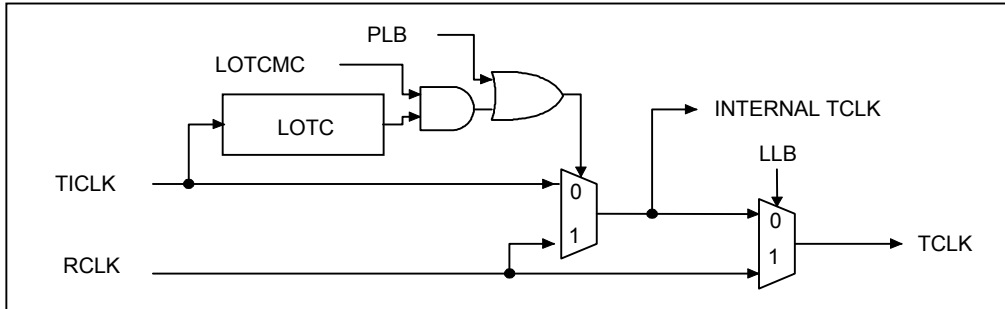 PLB
LOTCMC
LOTC
INTERNAL TCLK
LLB
TICLK
0
0
1
1
TCLK
RCLK